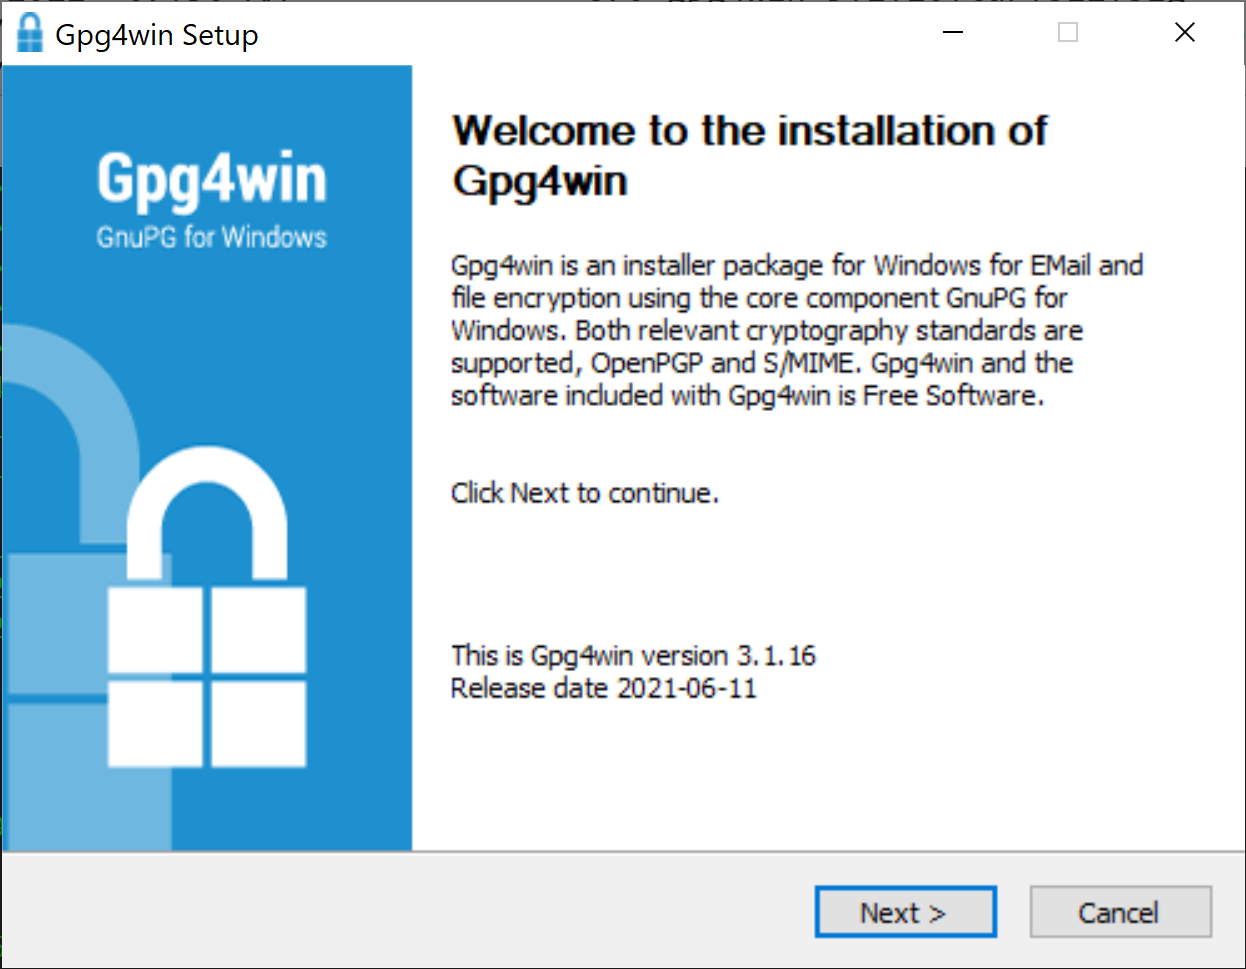 Gpg4win Setup
Gpg4win
GnuPG for Windows
Welcome to the installation of
Gpg4win
Gpg4win is an installer package for Windows for EMail and
file encryption using the core component GnuPG for
Windows. Both relevant cryptography standards are
supported, OpenPGP and S/MIME. Gpg4win and the
software included with Gpg4win is Free Software.
Click Next to continue.
This is Gpg4win version 3.1.16
Release date 2021-06-11
Next >
Cancel